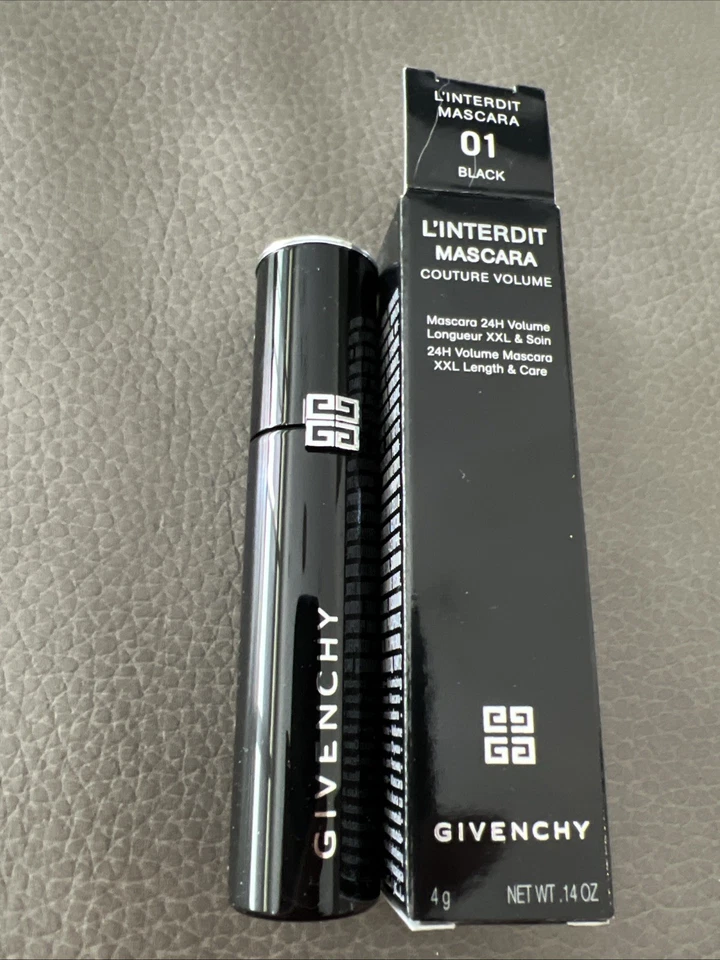 L'INTERDIT
MASCARA
01
BLACK
L'INTERDIT
MASCARA
COUTURE VOLUME
Mascara 24H Volume
Longueur XXL & Soin
24H Volume Mascara
XXL Length & Care
GIVENCHY
4 g NET WT .14 OZ
GIVENCHY